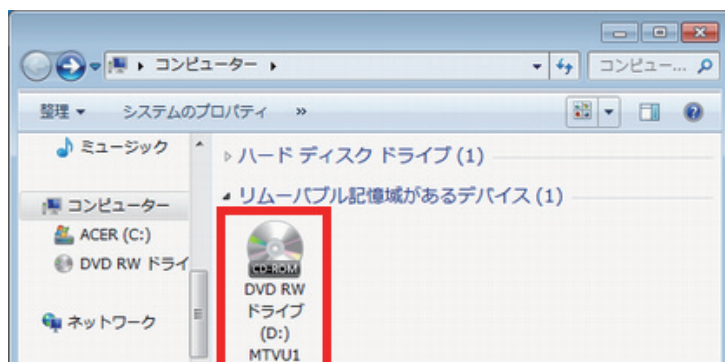 コンピューター
コンピュー...
整理
システムのプロパティ
»
ミュージック
コンピューター
ACER (C:)
DVD RW ドライ
ネットワーク
ハード ディスク ドライブ (1)
リムーバブル記憶域があるデバイス (1)
CD-ROM
DVD RW
ドライブ
(D:)
MTVU1